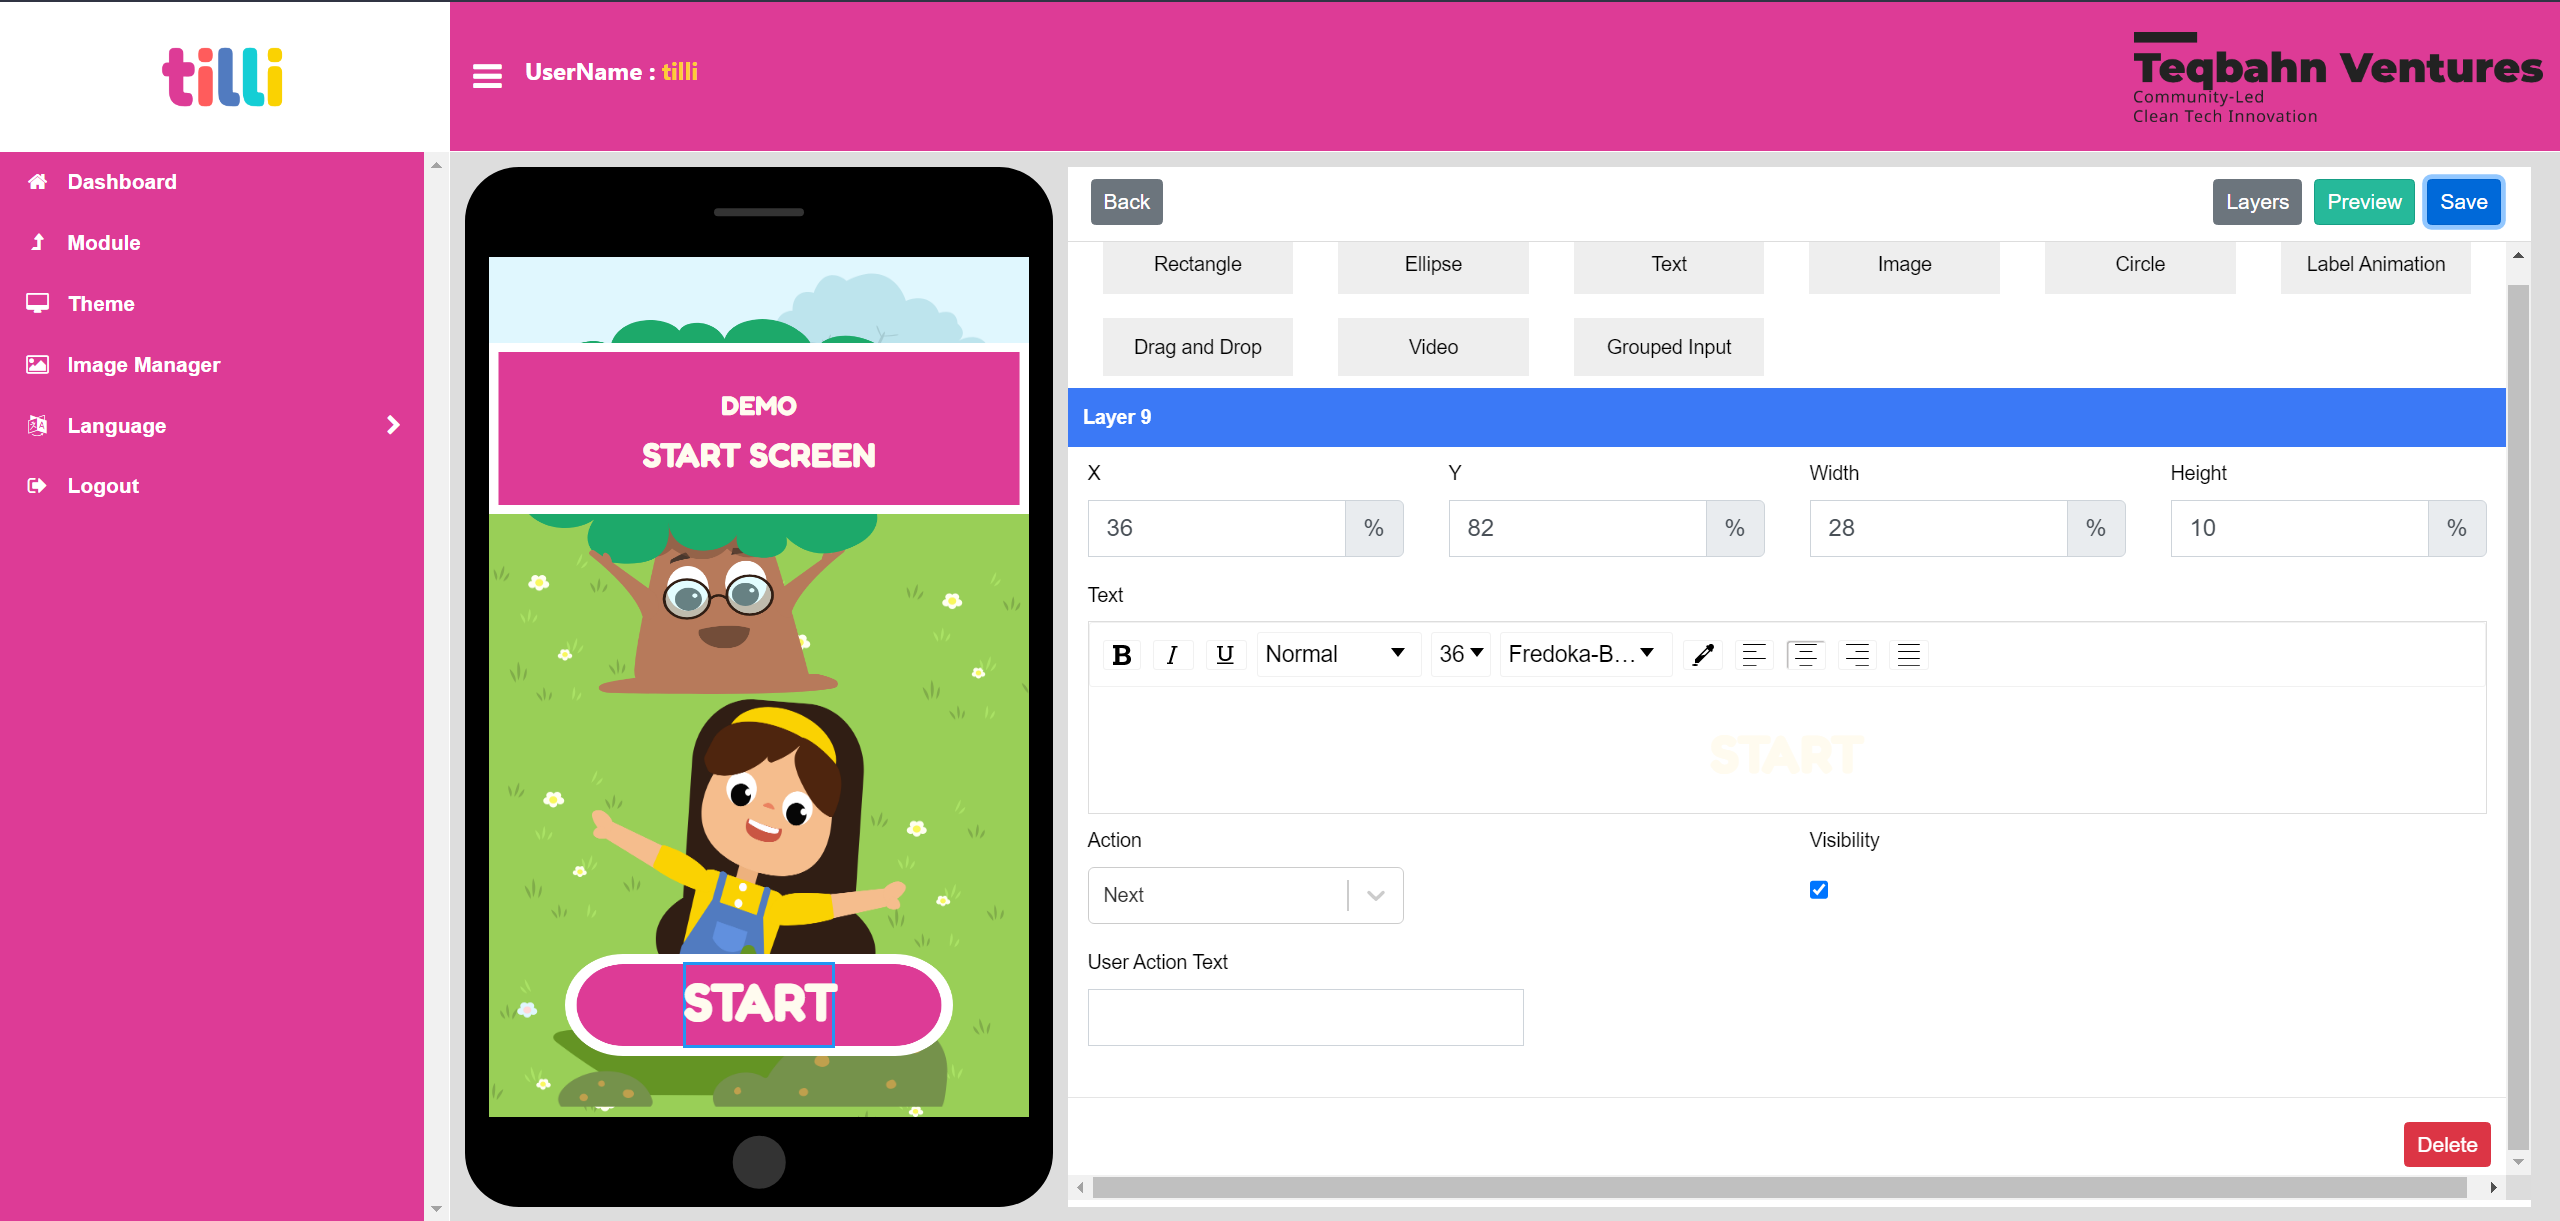 tilli
UserName : tilli
Teqbahn Ventures
Community-Led
Clean Tech Innovation
Dashboard
Module
Theme
Image Manager
Language
Logout
DEMO
START SCREEN
START
Back
Layers
Preview
Save
Rectangle
Ellipse
Text
Image
Circle
Label Animation
Drag and Drop
Video
Grouped Input
Layer 9
X
Y
Width
Height
36 %
82 %
28 %
10 %
Text
B I U Normal 36 Fredoka-B...
START
Action
Visibility
Next
User Action Text
Delete